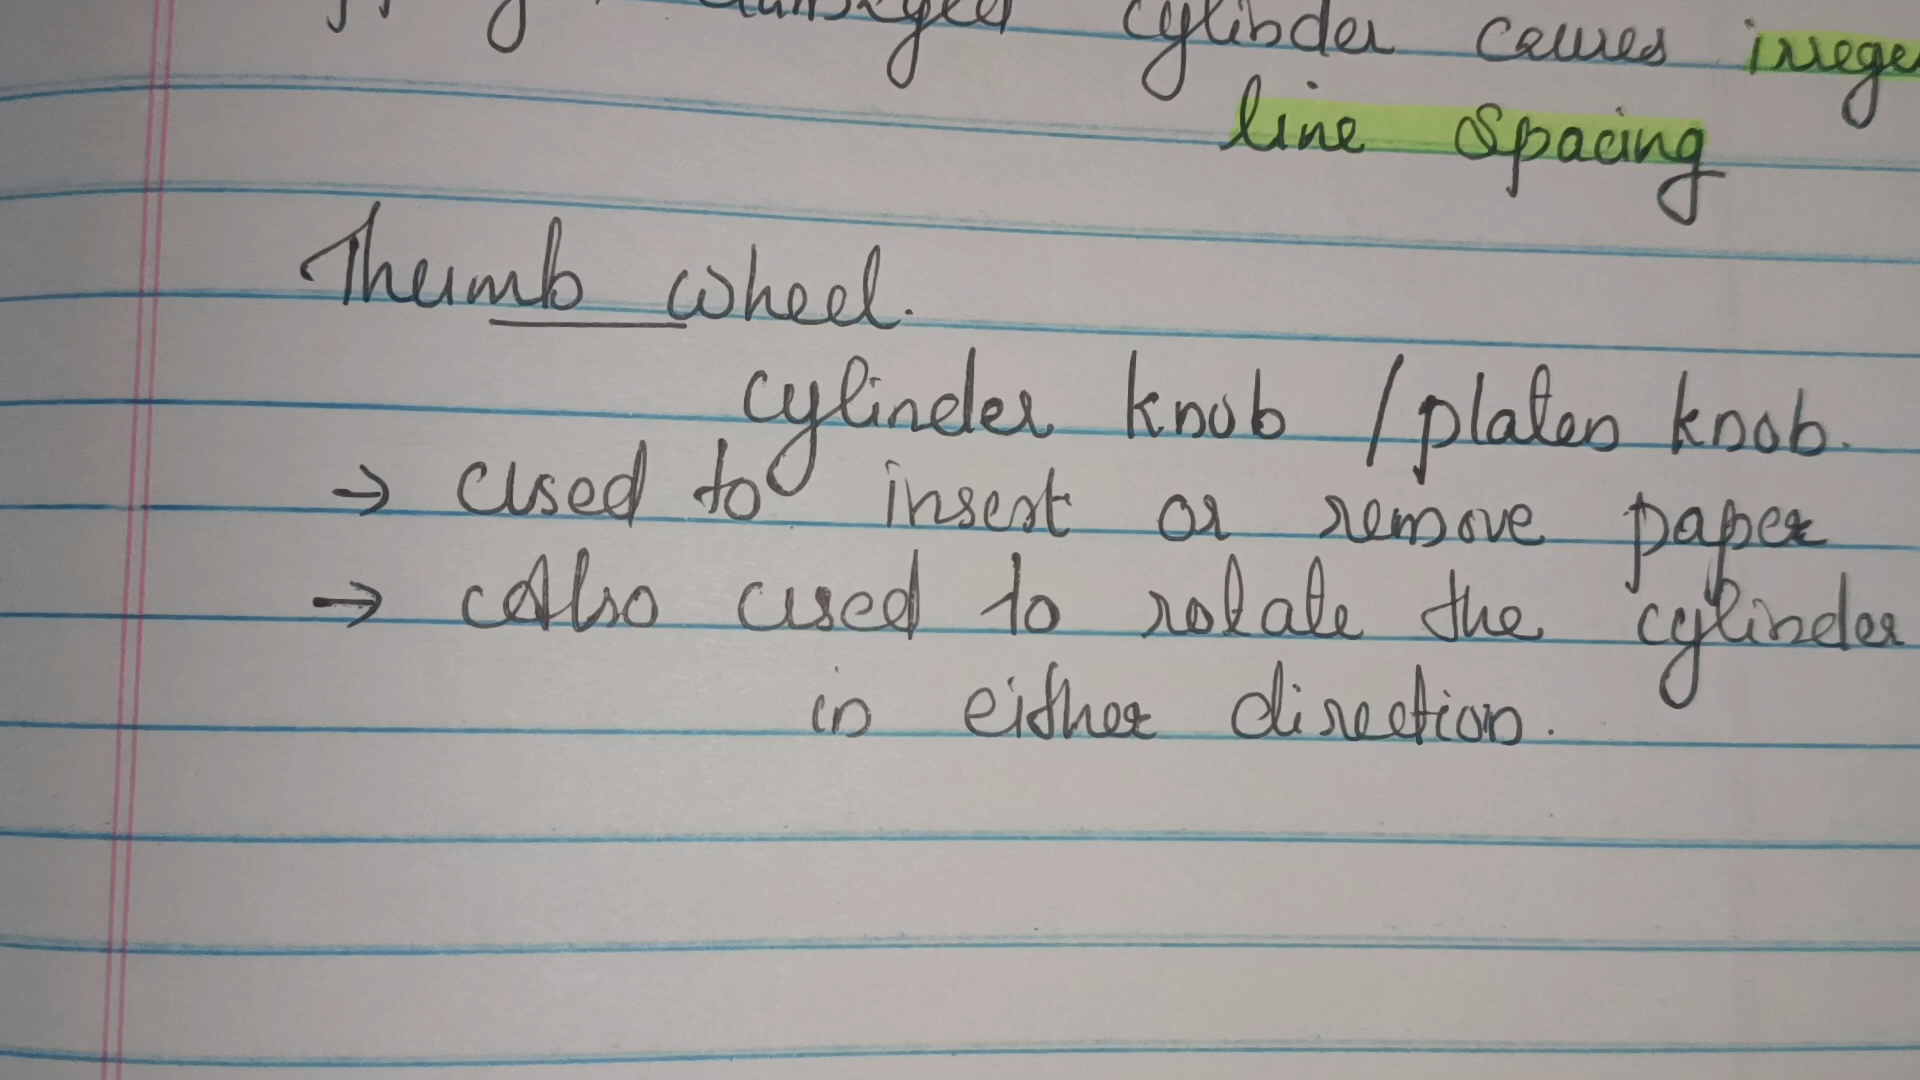 damaged cylinder causes
line spacing
Thumb wheel.
cylinder knob / platen knob.
→ Used to insert or remove paper
→ Also used to rotate the cylinder
in either direction.